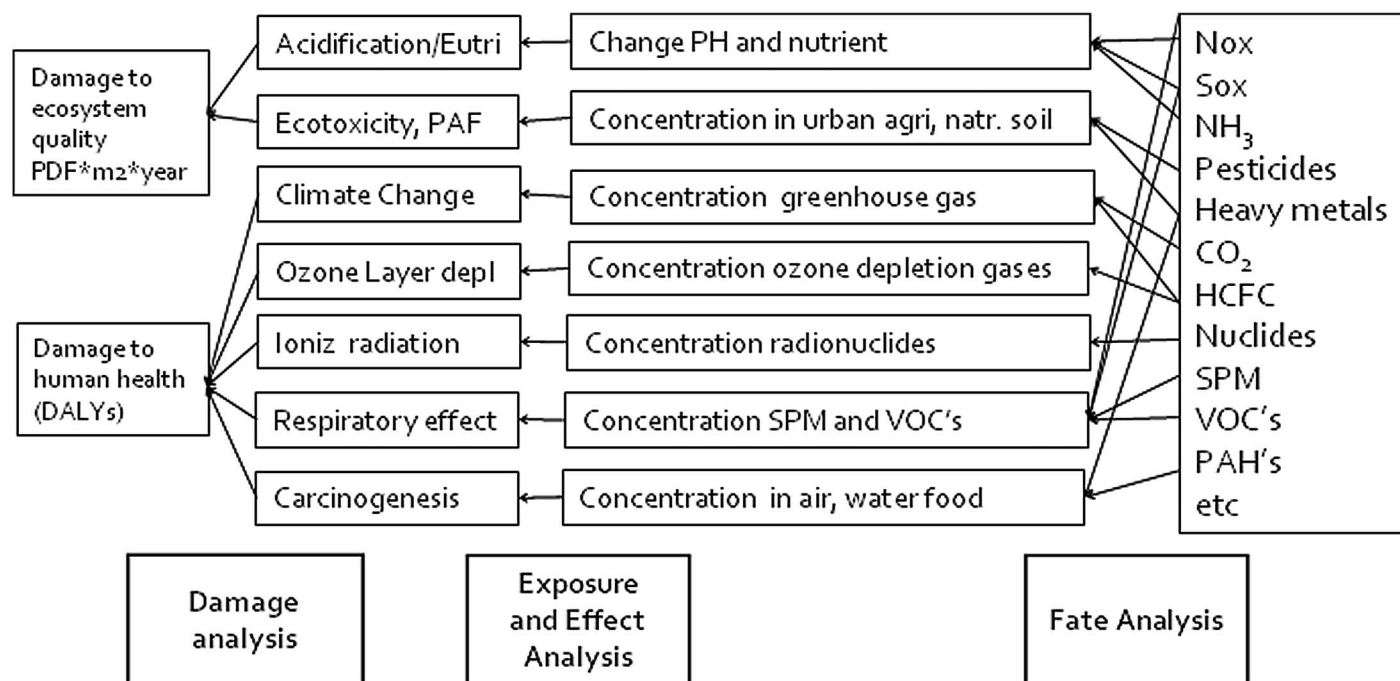 Damage to
ecosystem
quality
PDF*m2*year
Damage to
human health
(DALYs)
Acidification/Eutri
Ecotoxicity, PAF
Climate Change
Ozone Layer depl
Ioniz radiation
Respiratory effect
Carcinogenesis
Change PH and nutrient
Concentration in urban agri, natr. soil
Concentration greenhouse gas
Concentration ozone depletion gases
Concentration radionuclides
Concentration SPM and VOC's
Concentration in air, water food
Nox
Sox
NH₃
Pesticides
Heavy metals
CO₂
HCFC
Nuclides
SPM
VOC's
PAH's
etc
Damage
analysis
Exposure
and Effect
Analysis
Fate Analysis